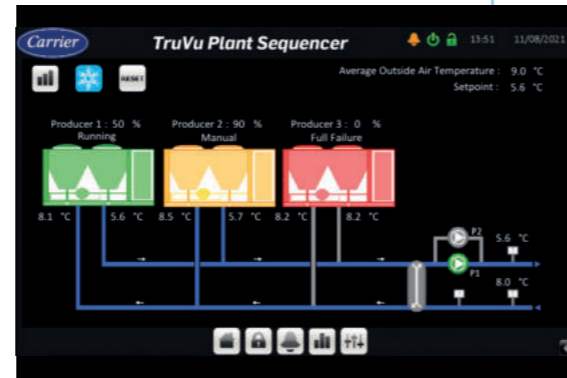 Carrier
TruVu Plant Sequencer
13:51 11/08/2021
RESET
Average Outside Air Temperature : 9.0 °C
Setpoint : 5.6 °C
Producer 1 : 50 %
Running
Producer 2 : 90 %
Manual
Producer 3 : 0 %
Full Failure
8.1 °C 5.6 °C 8.5 °C 5.7 °C 8.2 °C 8.2 °C
P2 5.6 °C
P1
8.0 °C